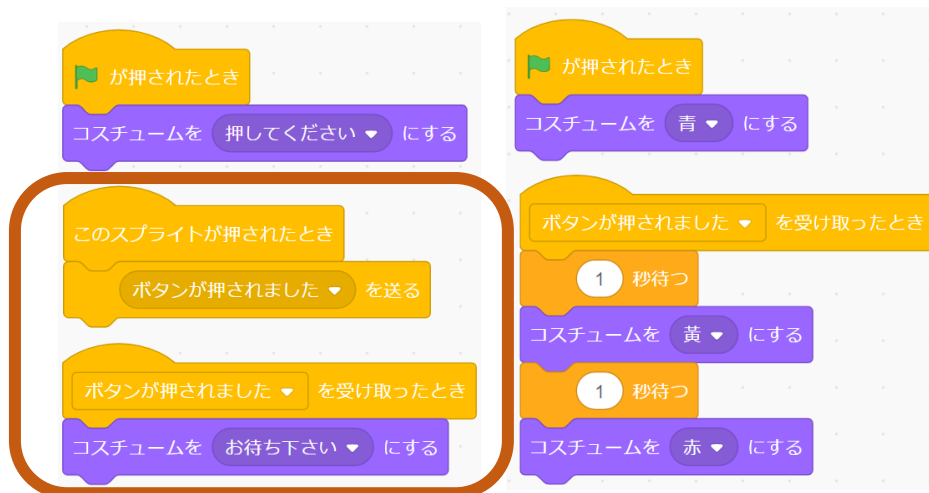 が押されたとき
コスチュームを 押してください にする
このスプライトが押されたとき
ボタンが押されました を送る
ボタンが押されました を受け取ったとき
コスチュームを お待ち下さい にする
が押されたとき
コスチュームを 青 にする
ボタンが押されました を受け取ったとき
1 秒待つ
コスチュームを 黄 にする
1 秒待つ
コスチュームを 赤 にする